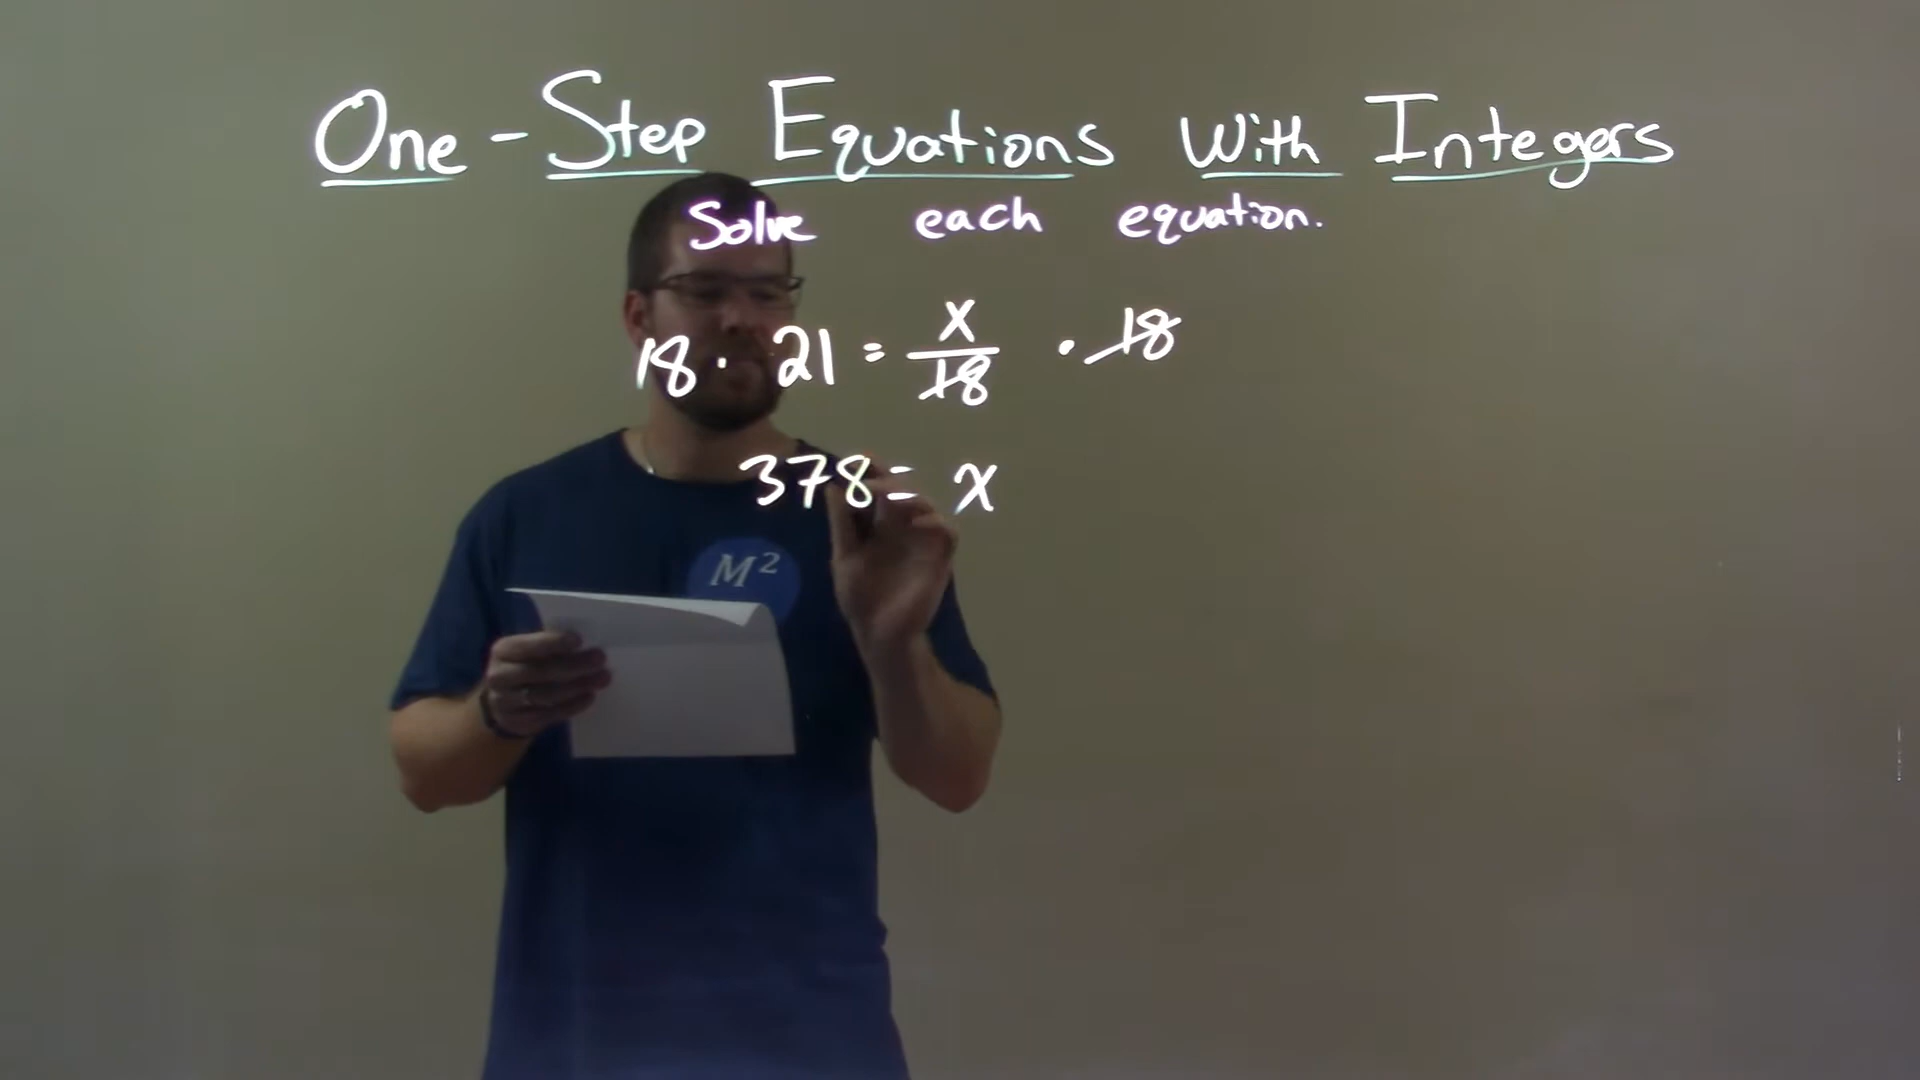 One-Step Equations With Integers
Solve each equation.
18 · 21 = x/18 · 18
378 = x
M²